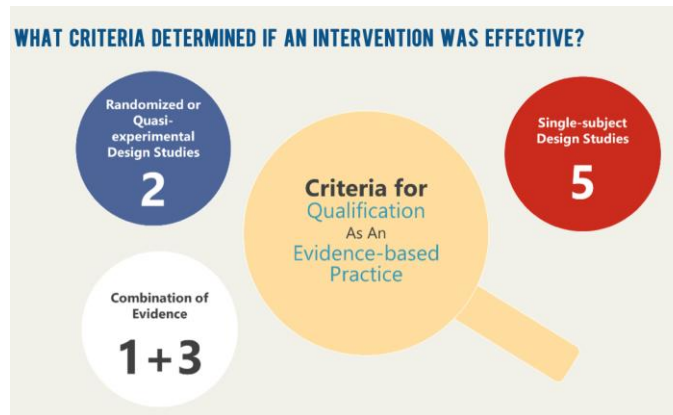 WHAT CRITERIA DETERMINED IF AN INTERVENTION WAS EFFECTIVE?
Randomized or
Quasi-
experimental
Design Studies
2
Single-subject
Design Studies
5
Criteria for
Qualification
As An
Evidence-based
Practice
Combination of
Evidence
1+3